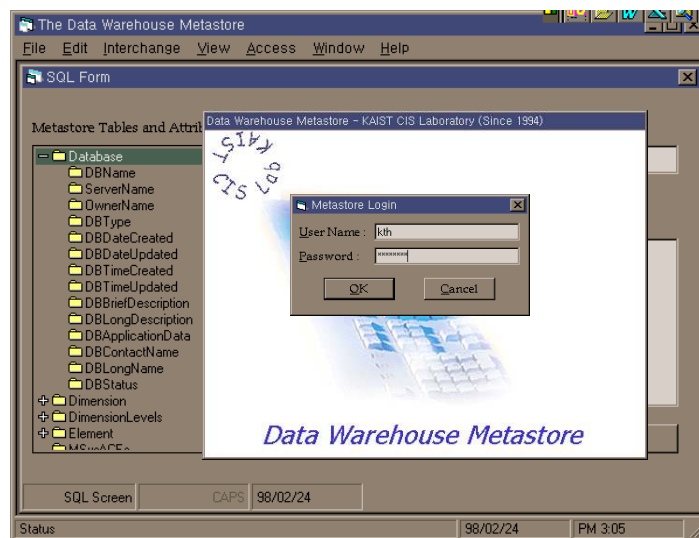 The Data Warehouse Metastore
File Edit Interchange View Access Window Help
SQL Form
Metastore Tables and Attri
Database
DBName
ServerName
OwnerName
DBType
DBDateCreated
DBDateUpdated
DBTimeCreated
DBTimeUpdated
DBBriefDescription
DBLongDescription
DBApplicationData
DBContactName
DBLongName
DBStatus
Dimension
DimensionLevels
Element
MSysACEs
Data Warehouse Metastore - KAIST CIS Laboratory (Since 1994)
KAIST
CIS
Metastore Login
User Name : kth
Password : ********
OK Cancel
Data Warehouse Metastore
SQL Screen CAPS 98/02/24
Status 98/02/24 PM 3:05